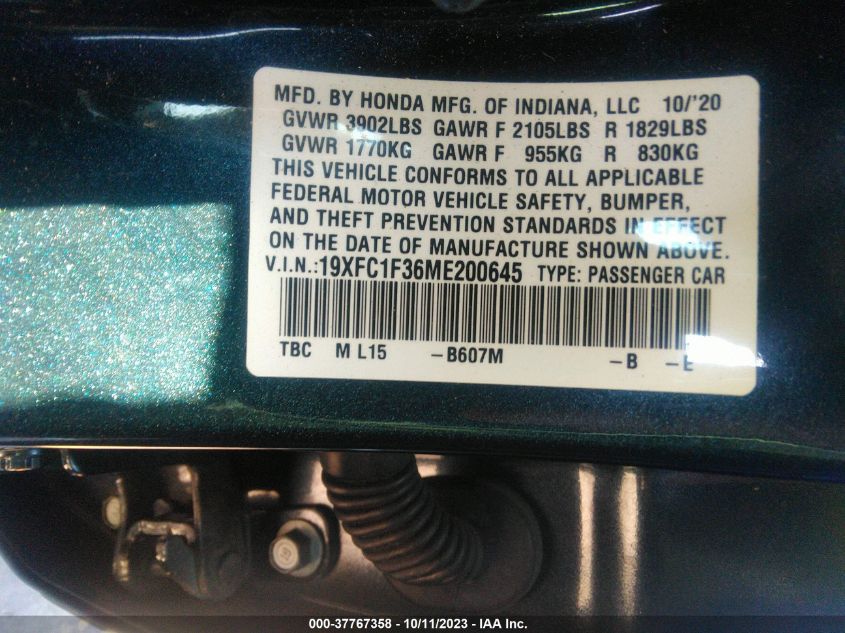 MFD. BY HONDA MFG. OF INDIANA, LLC 10/'20
GVWR 3902LBS GAWR F 2105LBS R 1829LBS
GVWR 1770KG GAWR F 955KG R 830KG
THIS VEHICLE CONFORMS TO ALL APPLICABLE
FEDERAL MOTOR VEHICLE SAFETY, BUMPER,
AND THEFT PREVENTION STANDARDS IN EFFECT
ON THE DATE OF MANUFACTURE SHOWN ABOVE.
V.I.N.:19XFC1F36ME200645 TYPE: PASSENGER CAR
TBC M L15 -B607M -B -E
000-37767358 - 10/11/2023 - IAA Inc.